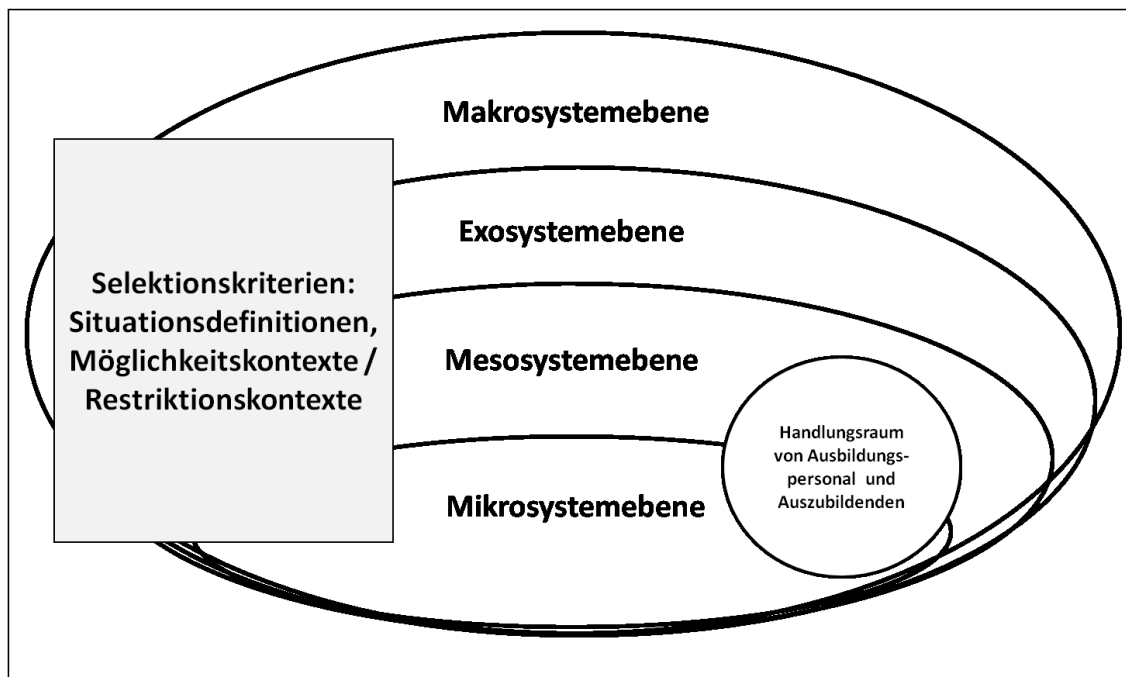 Makrosystemebene
Exosystemebene
Selektionskriterien:
Situationsdefinitionen,
Möglichkeitskontexte /
Restriktionskontexte
Mesosystemebene
Handlungsraum
von Ausbildungs-
personal und
Auszubildenden
Mikrosystemebene